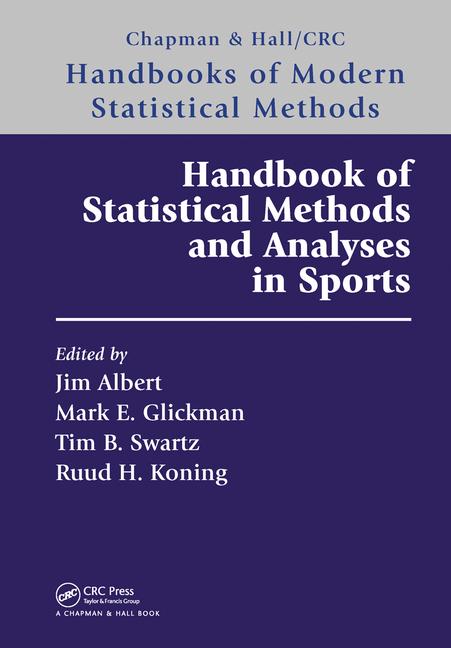 Chapman & Hall/CRC
Handbooks of Modern
Statistical Methods
Handbook of
Statistical Methods
and Analyses
in Sports
Edited by
Jim Albert
Mark E. Glickman
Tim B. Swartz
Ruud H. Koning
CRC
CRC Press
Taylor & Francis Group
A CHAPMAN & HALL BOOK